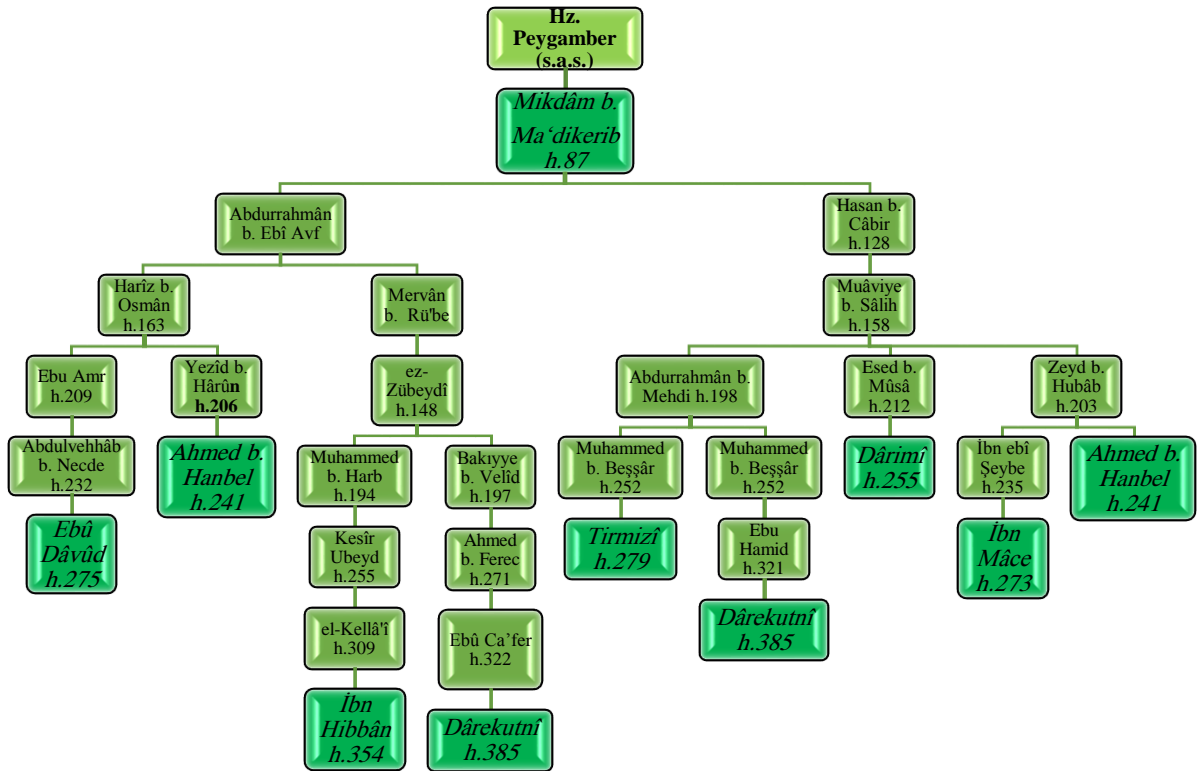 Hz.
Peygamber
(s.a.s.)
Mikdâm b.
Ma‘dikerib
h.87
Abdurrahmân
b. Ebî Avf
Hasan b.
Câbir
h.128
Harîz b.
Osmân
h.163
Mervân
b. Rü'be
Muâviye
b. Sâlih
h.158
Ebu Amr
h.209
Yezîd b.
Hârûn
h.206
ez-
Zübeydî
h.148
Abdurrahmân b.
Mehdi h.198
Esed b.
Mûsâ
h.212
Zeyd b.
Hubâb
h.203
Abdulvehhâb
b. Necde
h.232
Ahmed b.
Hanbel
h.241
Muhammed
b. Harb
h.194
Bakıyye
b. Velîd
h.197
Muhammed
b. Beşşâr
h.252
Muhammed
b. Beşşâr
h.252
Dârimî
h.255
İbn ebî
Şeybe
h.235
Ahmed b.
Hanbel
h.241
Ebû
Dâvûd
h.275
Kesîr
Ubeyd
h.255
Ahmed
b. Ferec
h.271
Tirmizî
h.279
Ebu
Hamid
h.321
İbn
Mâce
h.273
el-Kellâ'î
h.309
Ebû Ca’fer
h.322
Dârekutnî
h.385
İbn
Hibbân
h.354
Dârekutnî
h.385